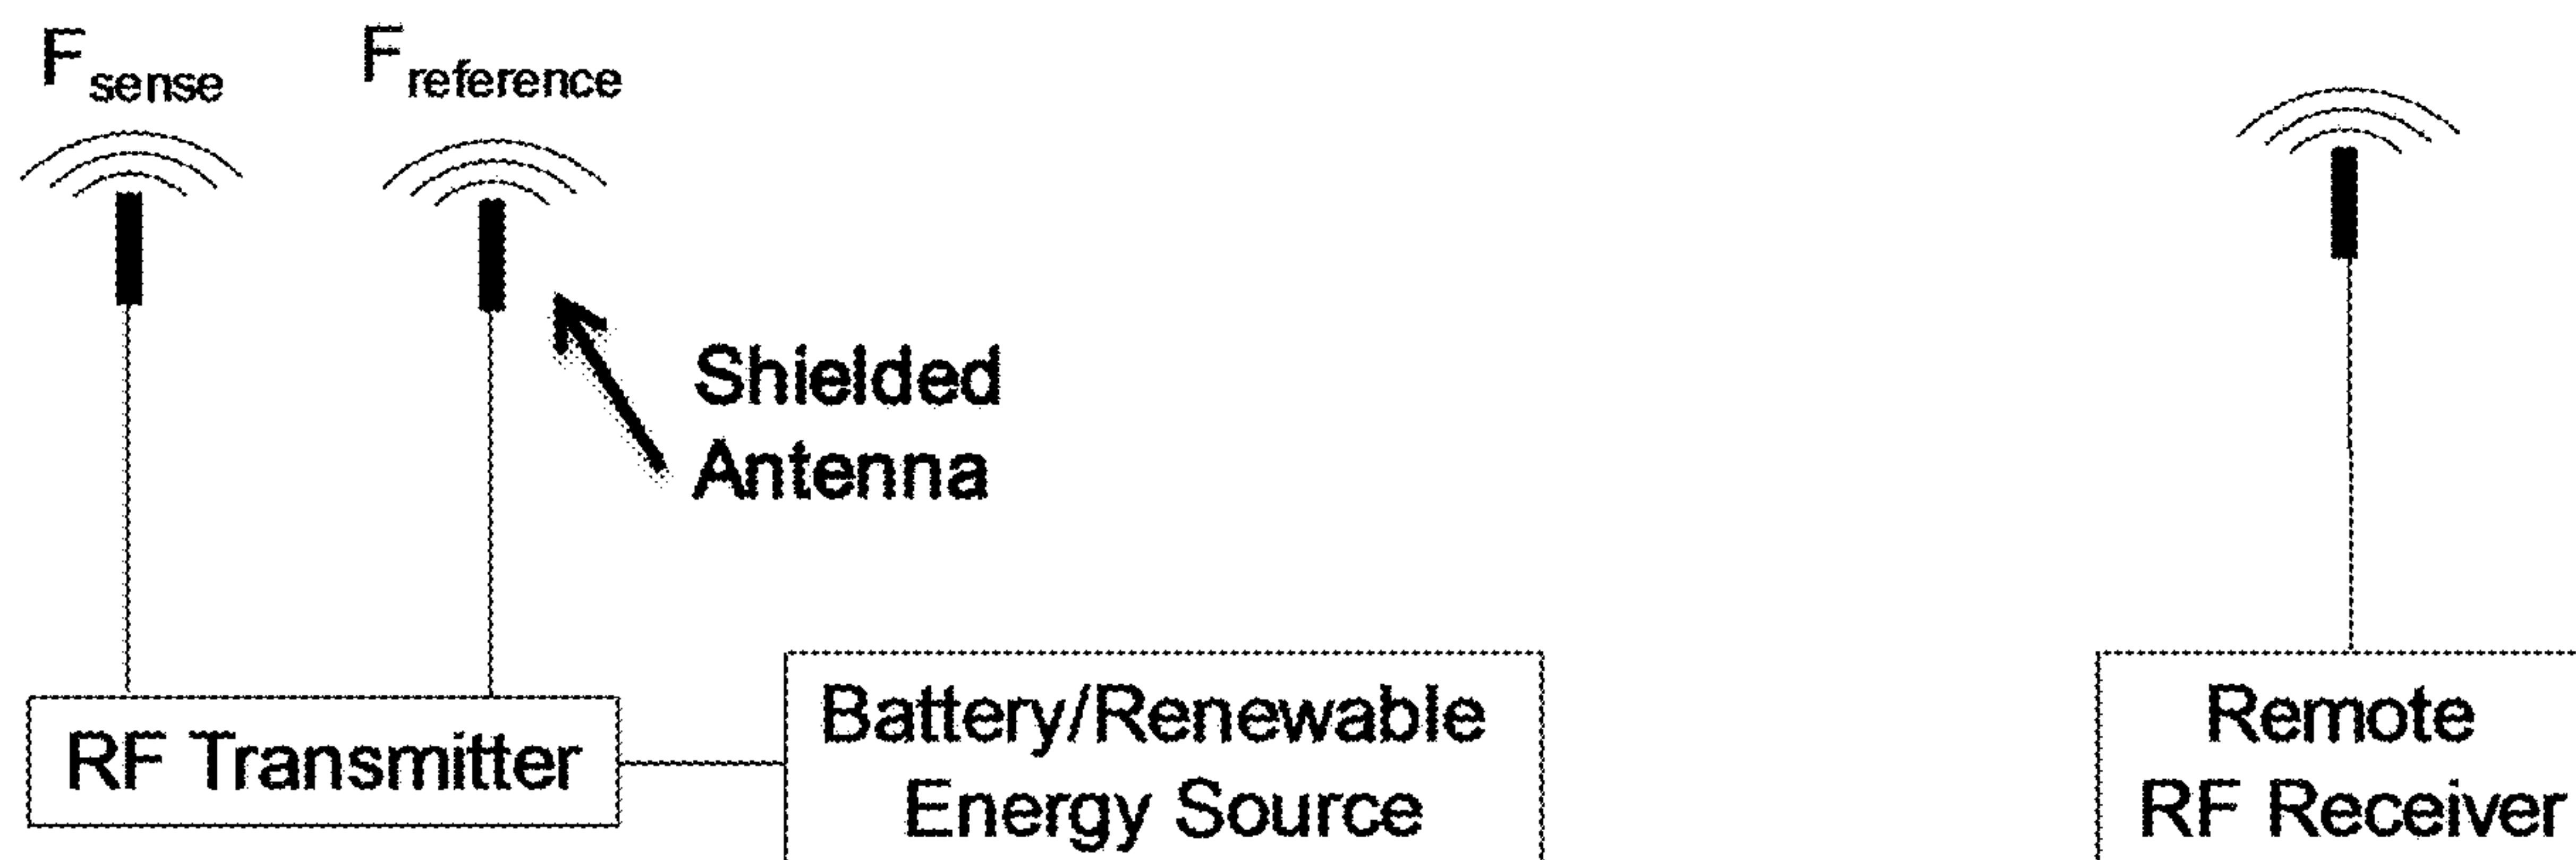 F sense
F reference
Shielded
Antenna
RF Transmitter
Battery/Renewable
Energy Source
Remote
RF Receiver